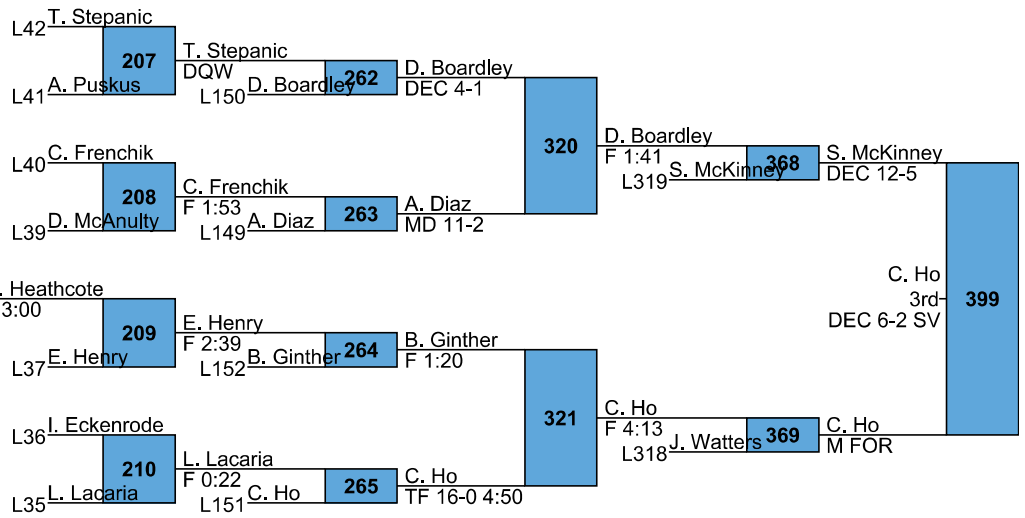 T. Stepanic
L42
207
T. Stepanic
DQW
A. Puskus
L41
D. Boardley
L150
262
D. Boardley
DEC 4-1
320
C. Frenchik
L40
208
C. Frenchik
F 1:53
D. McAnulty
L39
A. Diaz
L149
263
A. Diaz
MD 11-2
D. Boardley
F 1:41
S. McKinney
L319
368
S. McKinney
DEC 12-5
. Heathcote
3:00
209
E. Henry
F 2:39
E. Henry
L37
B. Ginther
L152
264
B. Ginther
F 1:20
321
I. Eckenrode
L36
210
L. Lacaria
F 0:22
L. Lacaria
L35
C. Ho
L151
265
C. Ho
TF 16-0 4:50
C. Ho
F 4:13
J. Watters
L318
369
C. Ho
M FOR
C. Ho
3rd
DEC 6-2 SV
399